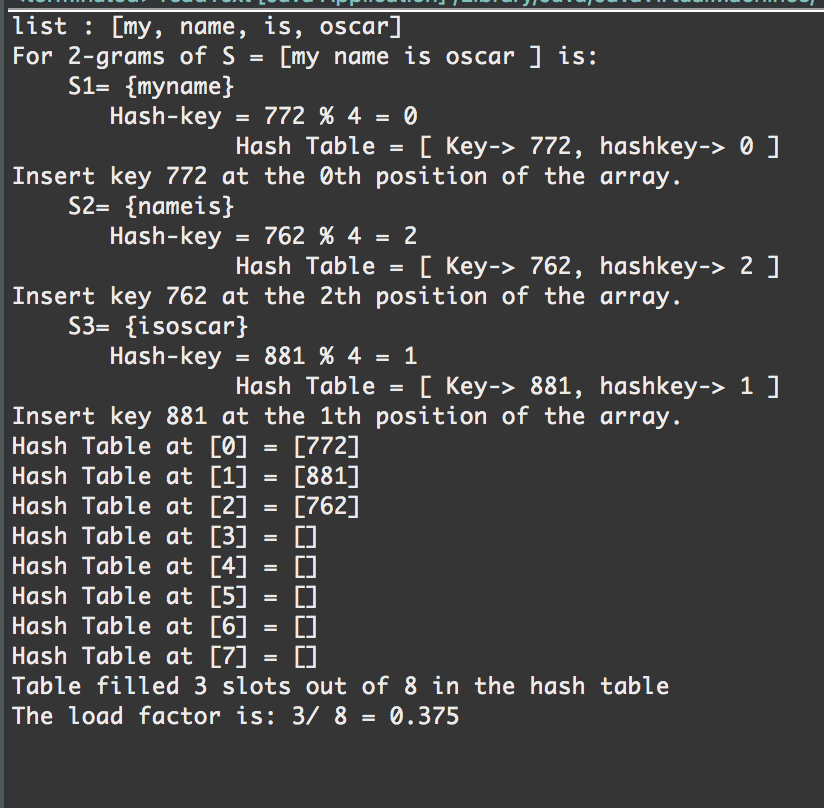 list : [my, name, is, oscar]
For 2-grams of S = [my name is oscar ] is:
S1= {myname}
Hash-key = 772 % 4 = 0
Hash Table = [ Key-> 772, hashkey-> 0 ]
Insert key 772 at the 0th position of the array.
S2= {nameis}
Hash-key = 762 % 4 = 2
Hash Table = [ Key-> 762, hashkey-> 2 ]
Insert key 762 at the 2th position of the array.
S3= {isoscar}
Hash-key = 881 % 4 = 1
Hash Table = [ Key-> 881, hashkey-> 1 ]
Insert key 881 at the 1th position of the array.
Hash Table at [0] = [772]
Hash Table at [1] = [881]
Hash Table at [2] = [762]
Hash Table at [3] = []
Hash Table at [4] = []
Hash Table at [5] = []
Hash Table at [6] = []
Hash Table at [7] = []
Table filled 3 slots out of 8 in the hash table
The load factor is: 3/ 8 = 0.375